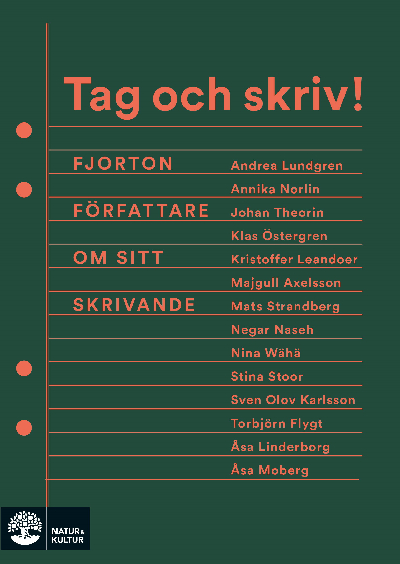 Tag och skriv!
FJORTON
FÖRFATTARE
OM SITT
SKRIVANDE
Andrea Lundgren
Annika Norlin
Johan Theorin
Klas Östergren
Kristoffer Leandoer
Majgull Axelsson
Mats Strandberg
Negar Naseh
Nina Wähä
Stina Stoor
Sven Olov Karlsson
Torbjörn Flygt
Åsa Linderborg
Åsa Moberg
NATUR&
KULTUR